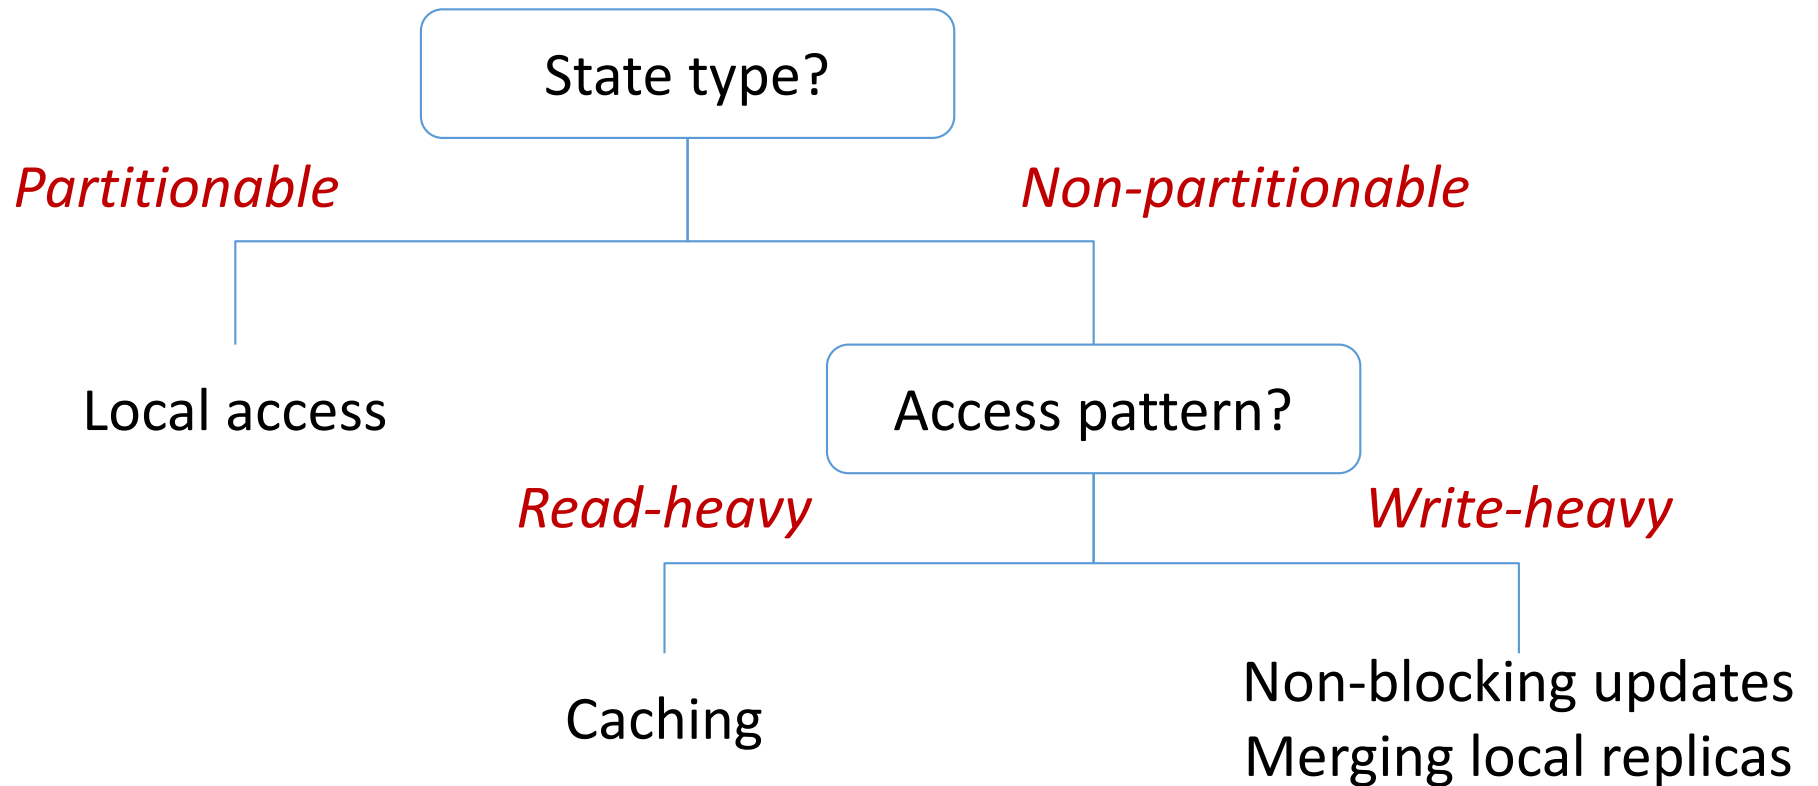 State type?
Partitionable
Non-partitionable
Local access
Access pattern?
Read-heavy
Write-heavy
Caching
Non-blocking updates
Merging local replicas